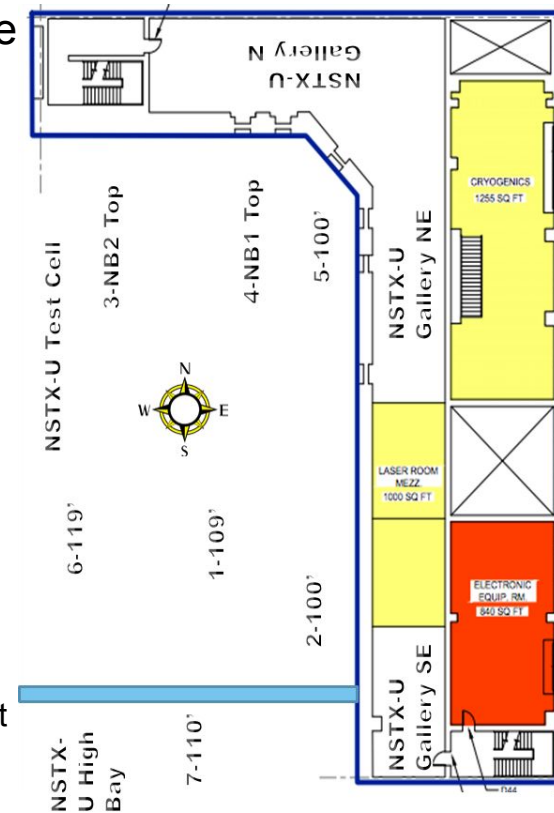 e
NSTX-U
Gallery N
CRYOGENICS
1255 SQ FT
3-NB2 Top
4-NB1 Top
5-100'
NSTX-U
Gallery NE
NSTX-U Test Cell
N
W
E
S
LASER ROOM
MEZZ.
1000 SQ FT
6-119'
1-109'
2-100'
ELECTRONIC
EQUIP. RM.
840 SQ FT
NSTX-U
Gallery SE
t
NSTX-
U High
Bay
7-110'
D44